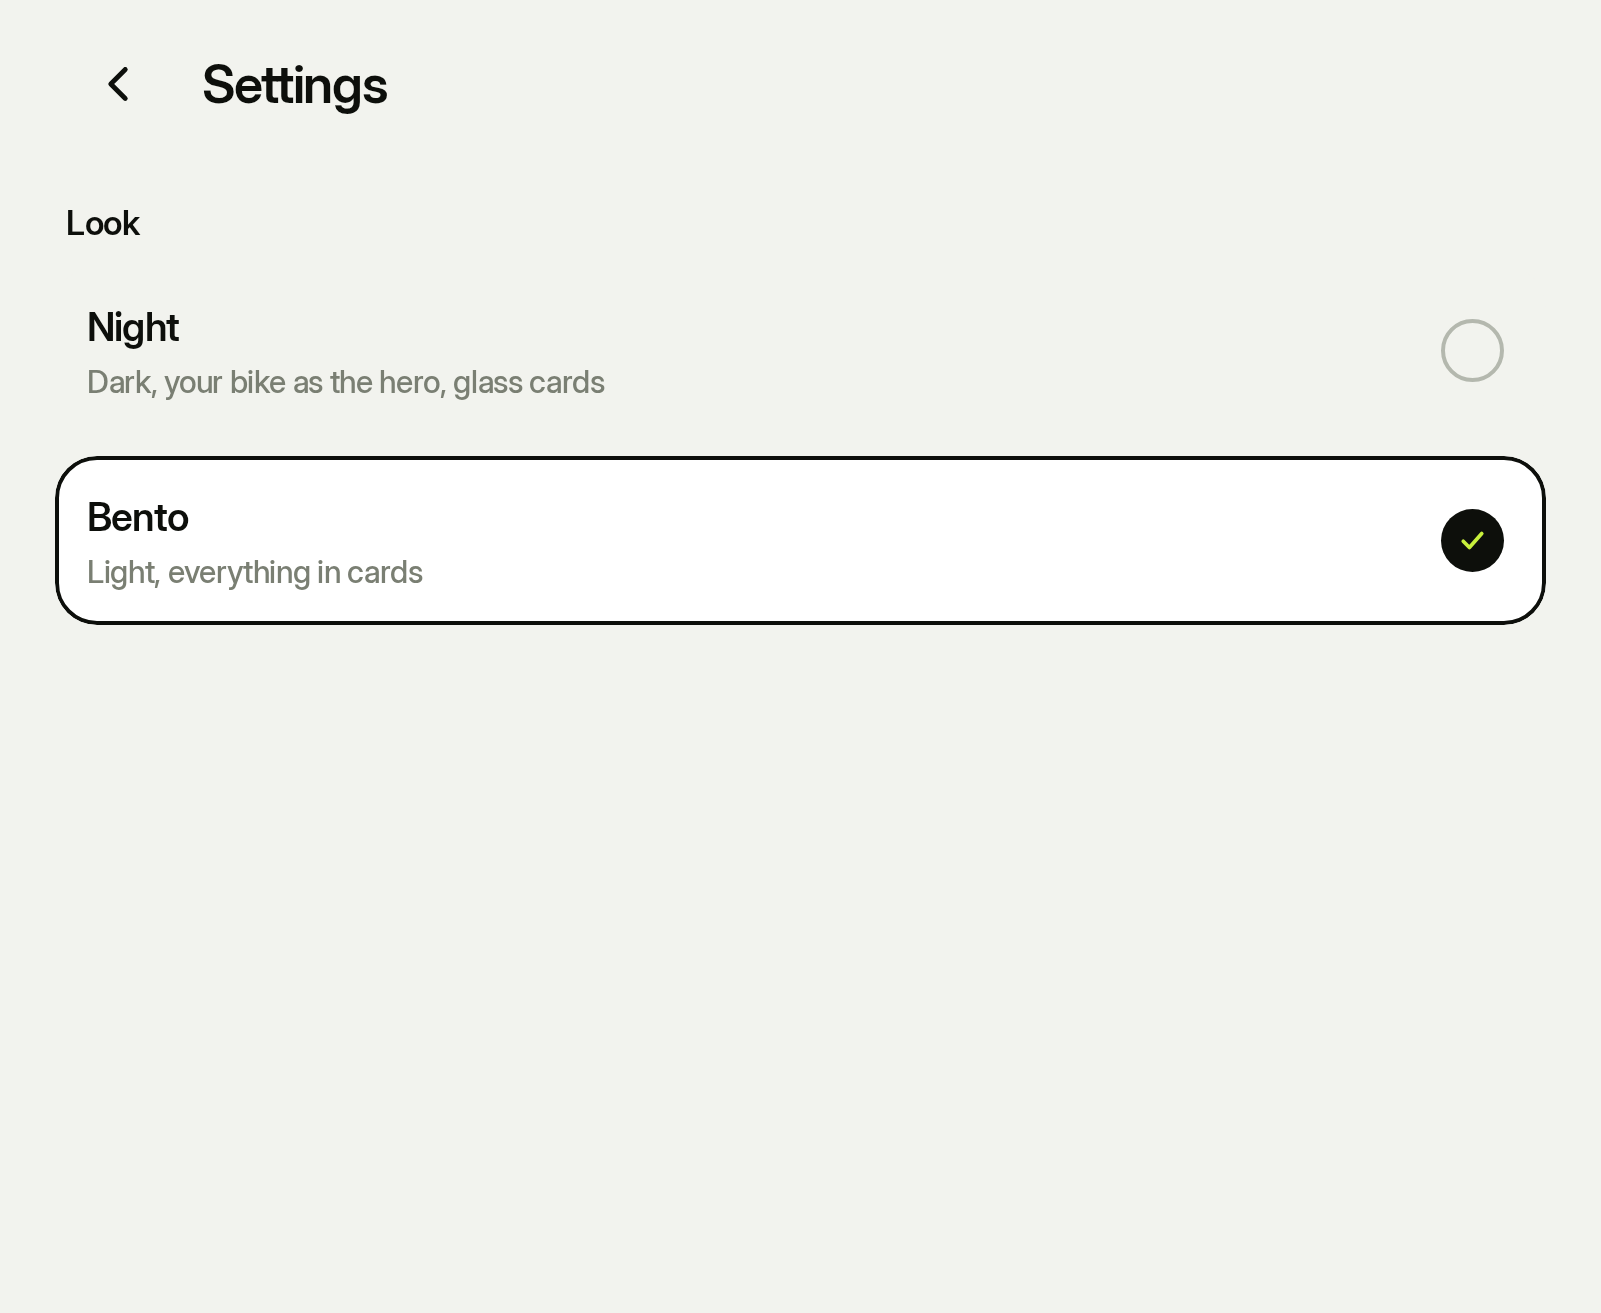 Settings
Look
Night
Dark, your bike as the hero, glass cards
Bento
Light, everything in cards